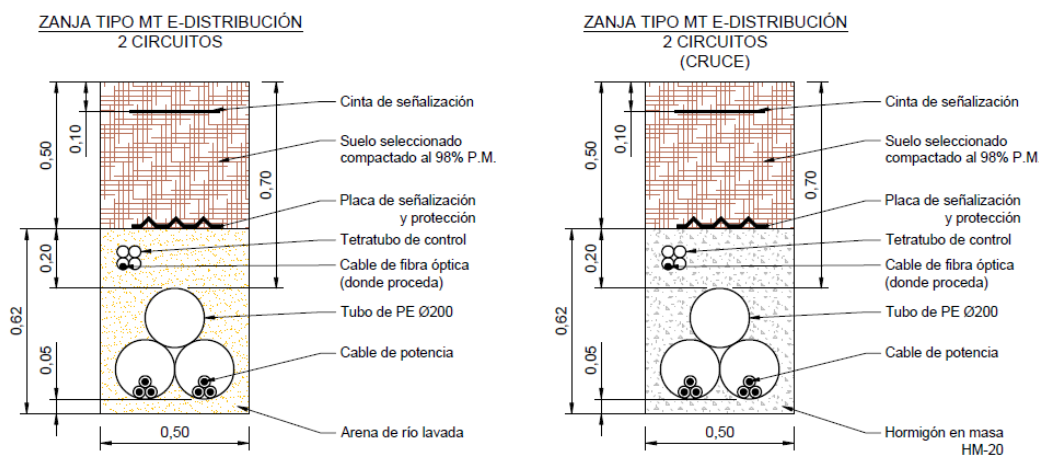 ZANJA TIPO MT E-DISTRIBUCIÓN
2 CIRCUITOS
0,50
0,10
0,70
0,20
0,62
0,05
0,50
Cinta de señalización
Suelo seleccionado
compactado al 98% P.M.
Placa de señalización
y protección
Tetratubo de control
Cable de fibra óptica
(donde proceda)
Tubo de PE Ø200
Cable de potencia
Arena de río lavada
ZANJA TIPO MT E-DISTRIBUCIÓN
2 CIRCUITOS
(CRUCE)
0,50
0,10
0,70
0,20
0,62
0,05
0,50
Cinta de señalización
Suelo seleccionado
compactado al 98% P.M.
Placa de señalización
y protección
Tetratubo de control
Cable de fibra óptica
(donde proceda)
Tubo de PE Ø200
Cable de potencia
Hormigón en masa
HM-20